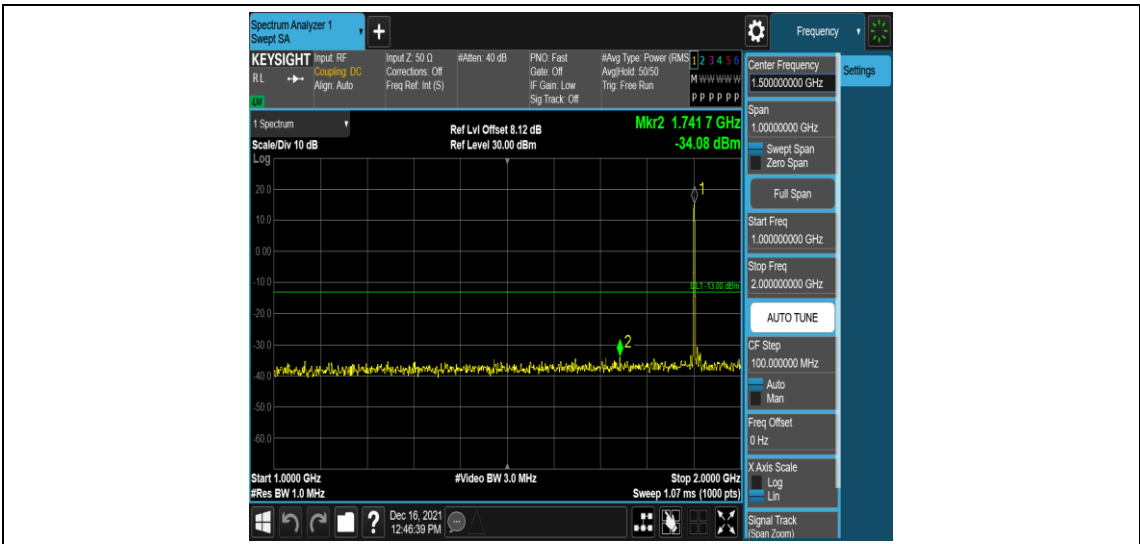 Spectrum Analyzer 1
Swept SA
+
Frequency
KEYSIGHT
RL
LXI
Input: RF
Coupling: DC
Align: Auto
Input Z: 50 Ω
Corrections: Off
Freq Ref: Int (S)
#Atten: 40 dB
PNO: Fast
Gate: Off
IF Gain: Low
Sig Track: Off
#Avg Type: Power (RMS
Avg|Hold: 50/50
Trig: Free Run
1 2 3 4 5 6
M W W W W W
P P P P P P
1 Spectrum
Scale/Div 10 dB
Ref Lvl Offset 8.12 dB
Ref Level 30.00 dBm
Mkr2 1.741 7 GHz
-34.08 dBm
Log
20.0
10.0
0.00
-10.0
-20.0
-30.0
-40.0
-50.0
-60.0
1
DL1 -13.00 dBm
2
Start 1.0000 GHz
#Res BW 1.0 MHz
#Video BW 3.0 MHz
Stop 2.0000 GHz
Sweep 1.07 ms (1000 pts)
?
Dec 16, 2021
12:46:39 PM
Center Frequency
1.500000000 GHz
Settings
Span
1.00000000 GHz
Swept Span
Zero Span
Full Span
Start Freq
1.000000000 GHz
Stop Freq
2.000000000 GHz
AUTO TUNE
CF Step
100.000000 MHz
Auto
Man
Freq Offset
0 Hz
X Axis Scale
Log
Lin
Signal Track
(Span Zoom)